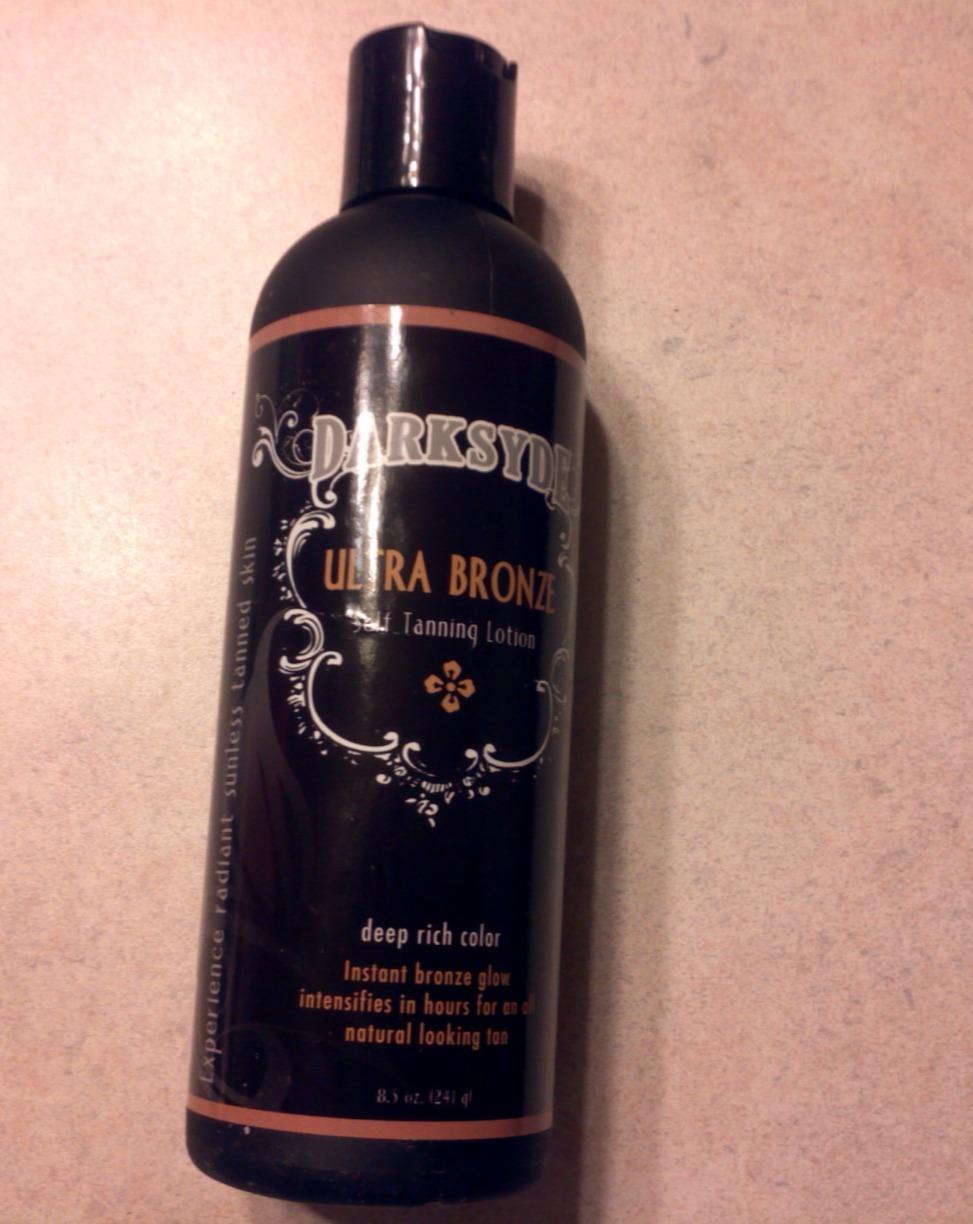 DARKSYDE
ULTRA BRONZE
Self Tanning Lotion
Experience radiant sunless tanned skin
deep rich color
Instant bronze glow
intensifies in hours for an all
natural looking tan
8.5 oz. (241 g)